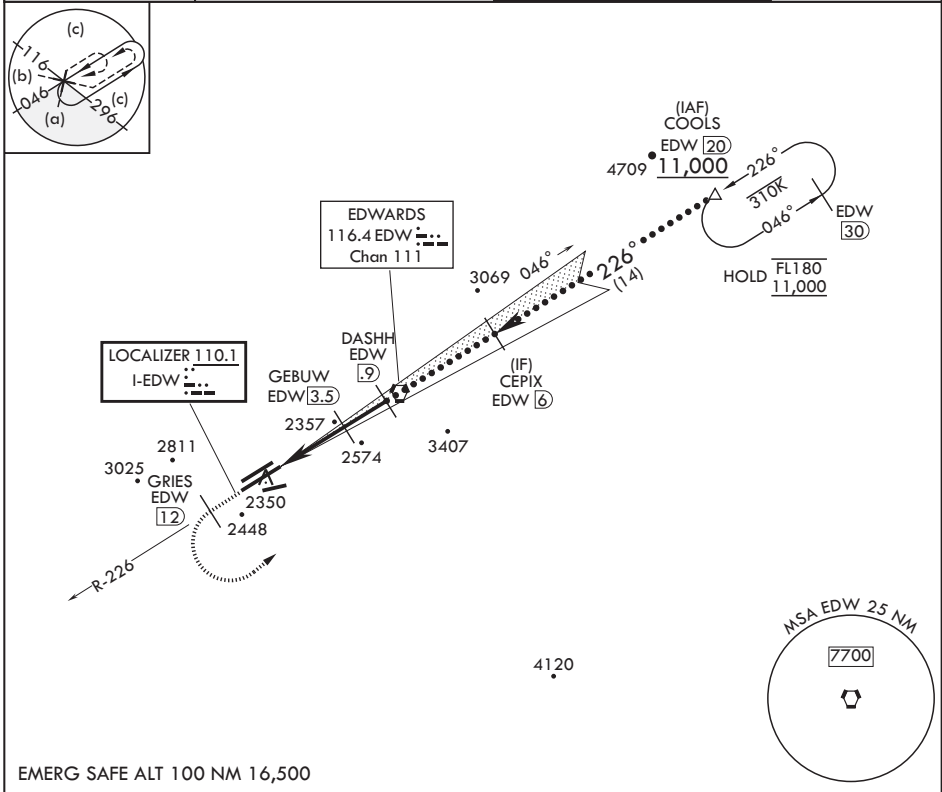 (c)
116
(b)
046
(a)
296
(c)
(IAF)
COOLS
EDW 20
11,000
4709
226°
310K
046°
EDW
30
HOLD FL180
11,000
EDWARDS
116.4 EDW
Chan 111
3069
046°
226°
(14)
DASHH
EDW
.9
(IF)
CEPIX
EDW 6
LOCALIZER 110.1
I-EDW
GEBUW
EDW 3.5
2357
2574
3407
2811
3025
GRIES
EDW
12
2350
2448
R-226
4120
MSA EDW 25 NM
7700
EMERG SAFE ALT 100 NM 16,500